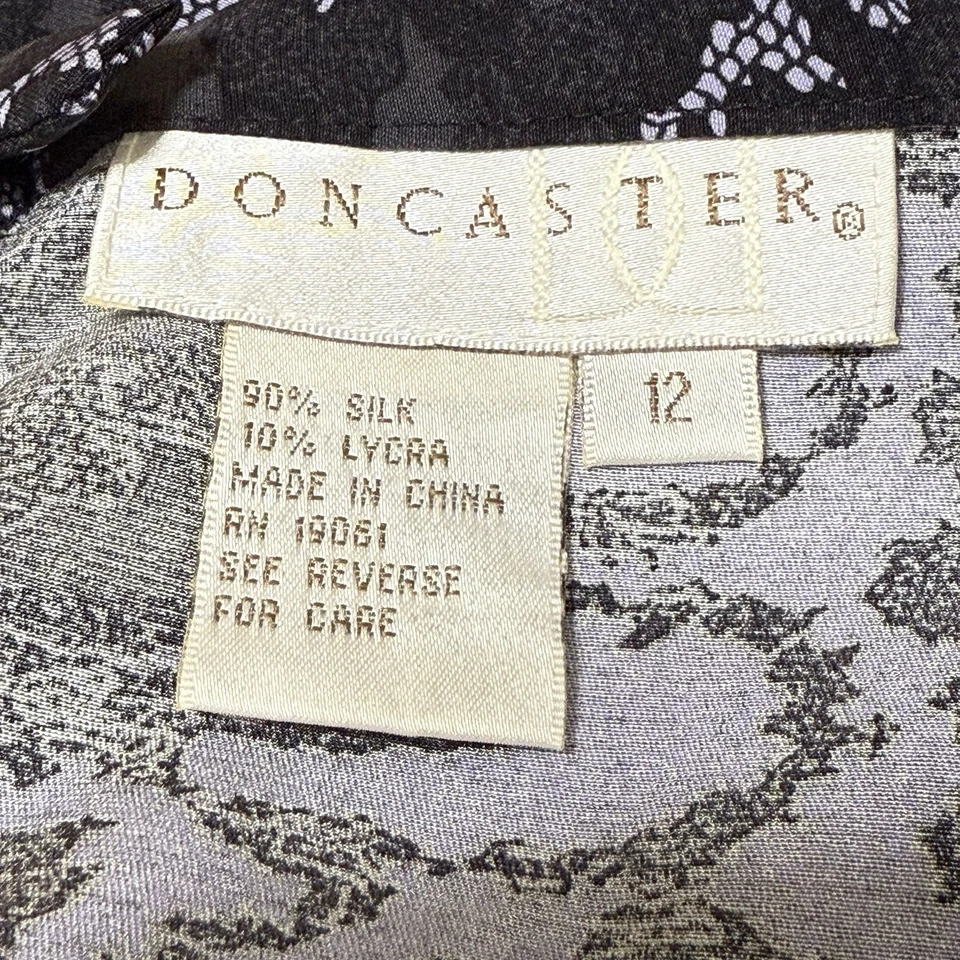 DONCASTER®
90% SILK
10% LYCRA
MADE IN CHINA
RN 19061
SEE REVERSE
FOR CARE
12